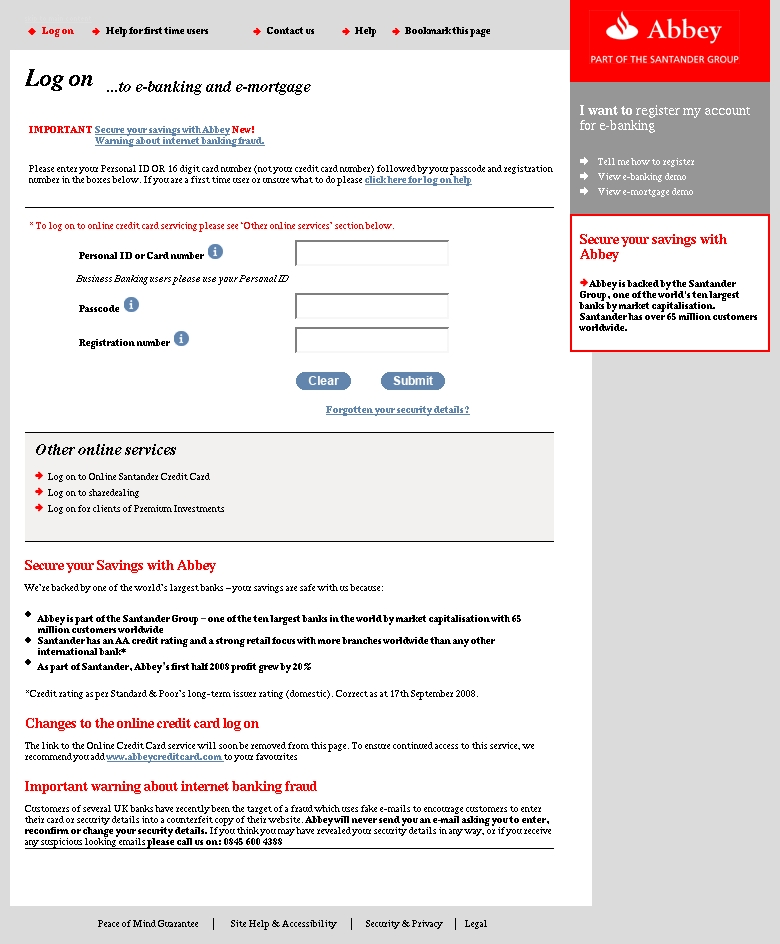 Log on
Help for first time users
Contact us
Help
Bookmark this page
Abbey
PART OF THE SANTANDER GROUP
Log on ...to e-banking and e-mortgage
I want to register my account
for e-banking
Tell me how to register
View e-banking demo
View e-mortgage demo
IMPORTANT Secure your savings with Abbey New!
Warning about internet banking fraud.
Please enter your Personal ID OR 16 digit card number (not your credit card number) followed by your passcode and registration
number in the boxes below. If you are a first time user or unsure what to do please click here for log on help
* To log on to online credit card servicing please see 'Other online services' section below.
Personal ID or Card number i
Business Banking users please use your Personal ID
Passcode i
Registration number i
Clear
Submit
Forgotten your security details?
Secure your savings with
Abbey
Abbey is backed by the Santander
Group, one of the world's ten largest
banks by market capitalisation.
Santander has over 65 million customers
worldwide.
Other online services
Log on to Online Santander Credit Card
Log on to sharedealing
Log on for clients of Premium Investments
Secure your Savings with Abbey
We're backed by one of the world's largest banks – your savings are safe with us because:
Abbey is part of the Santander Group – one of the ten largest banks in the world by market capitalisation with 65
million customers worldwide
Santander has an AA credit rating and a strong retail focus with more branches worldwide than any other
international bank*
As part of Santander, Abbey's first half 2008 profit grew by 20%
*Credit rating as per Standard & Poor's long-term issuer rating (domestic). Correct as at 17th September 2008.
Changes to the online credit card log on
The link to the Online Credit Card service will soon be removed from this page. To ensure continued access to this service, we
recommend you add www.abbeycreditcard.com to your favourites
Important warning about internet banking fraud
Customers of several UK banks have recently been the target of a fraud which uses fake e-mails to encourage customers to enter
their card or security details into a counterfeit copy of their website. Abbey will never send you an e-mail asking you to enter,
reconfirm or change your security details. If you think you may have revealed your security details in any way, or if you receive
any suspicious looking emails please call us on: 0845 600 4388
Peace of Mind Guarantee | Site Help & Accessibility | Security & Privacy | Legal